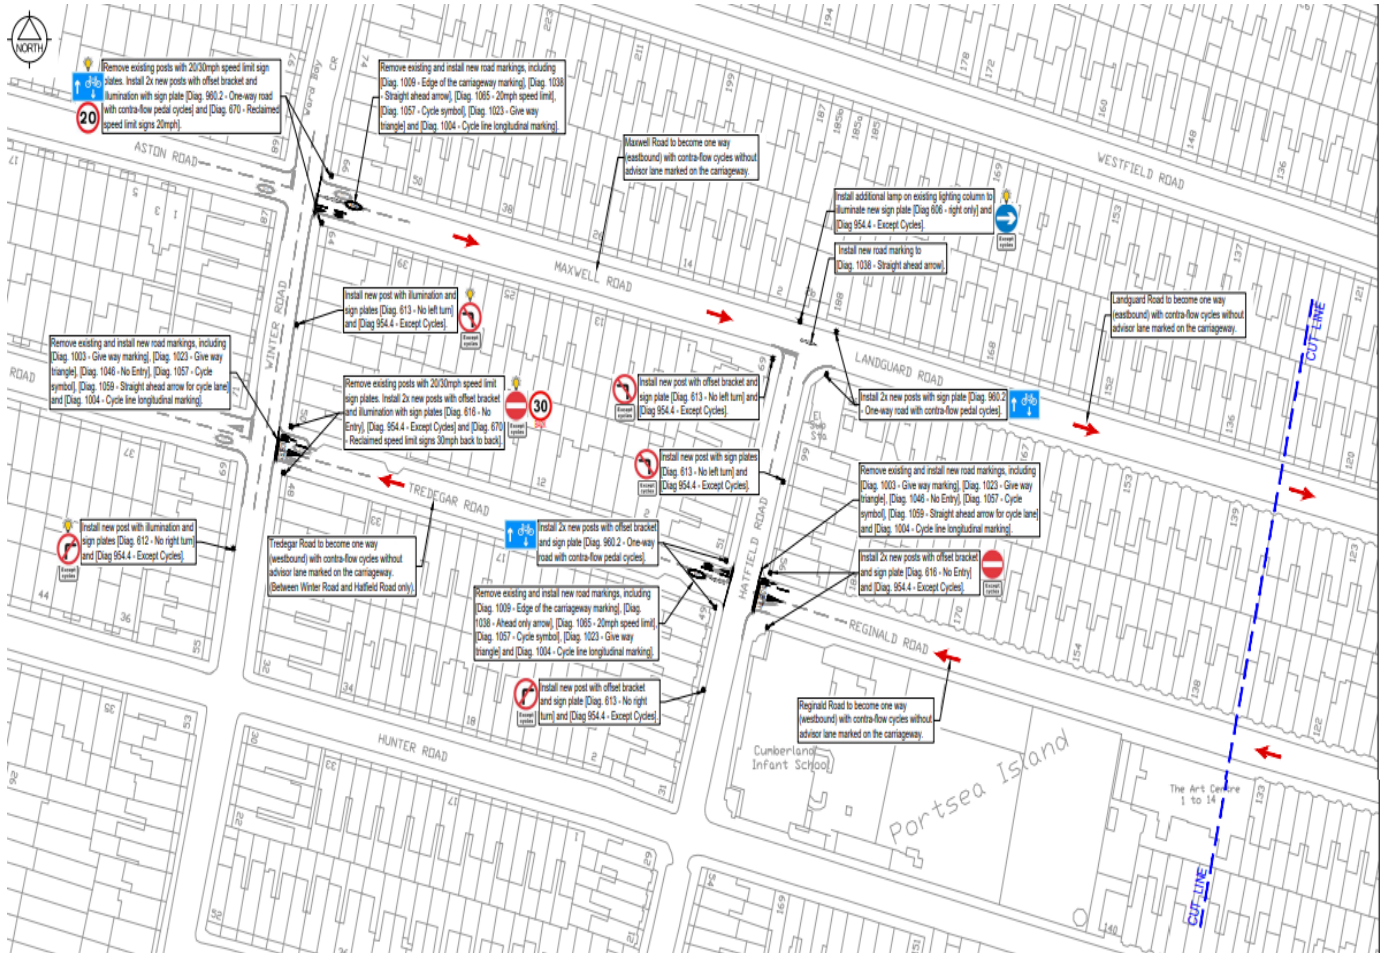 NORTH
Remove existing posts with 20/30mph speed limit sign
plates. Install 2x new posts with offset bracket and
illumination with sign plate [Diag. 960.2 - One-way road
with contra-flow pedal cycles] and [Diag. 670 - Reclaimed
speed limit signs 20mph].
20
Remove existing and install new road markings, including
[Diag. 1009 - Edge of the carriageway marking], [Diag. 1038
- Straight ahead arrow], [Diag. 1065 - 20mph speed limit],
[Diag. 1057 - Cycle symbol], [Diag. 1023 - Give way
triangle] and [Diag. 1004 - Cycle line longitudinal marking].
Maxwell Road to become one way
(eastbound) with contra-flow cycles without
advisor lane marked on the carriageway.
Install additional lamp on existing lighting column to
illuminate new sign plate [Diag 606 - right only] and
[Diag 954.4 - Except Cycles].
Except
cycles
Install new road marking to
[Diag. 1038 - Straight ahead arrow].
Landguard Road to become one way
(eastbound) with contra-flow cycles without
advisor lane marked on the carriageway.
ASTON ROAD
WESTFIELD ROAD
MAXWELL ROAD
LANDGUARD ROAD
WINTER ROAD
CUT LINE
Install new post with illumination and
sign plates [Diag. 613 - No left turn]
and [Diag 954.4 - Except Cycles].
Except
cycles
Remove existing and install new road markings, including
[Diag. 1003 - Give way marking], [Diag. 1023 - Give way
triangle], [Diag. 1046 - No Entry], [Diag. 1057 - Cycle
symbol], [Diag. 1059 - Straight ahead arrow for cycle lane]
and [Diag. 1004 - Cycle line longitudinal marking].
ROAD
Remove existing posts with 20/30mph speed limit
sign plates. Install 2x new posts with offset bracket
and illumination with sign plates [Diag. 616 - No
Entry], [Diag. 954.4 - Except Cycles] and [Diag. 670
- Reclaimed speed limit signs 30mph back to back].
Except
cycles
30
Install new post with offset bracket and
sign plate [Diag. 613 - No left turn] and
[Diag 954.4 - Except Cycles].
Except
cycles
Install 2x new posts with sign plate [Diag. 960.2
- One-way road with contra-flow pedal cycles].
Install new post with sign plates
[Diag. 613 - No left turn] and
[Diag 954.4 - Except Cycles].
Except
cycles
El
Sub
Sta
Remove existing and install new road markings, including
[Diag. 1003 - Give way marking], [Diag. 1023 - Give way
triangle], [Diag. 1046 - No Entry], [Diag. 1057 - Cycle
symbol], [Diag. 1059 - Straight ahead arrow for cycle lane]
and [Diag. 1004 - Cycle line longitudinal marking].
TREDEGAR ROAD
HATFIELD ROAD
Install new post with illumination and
sign plates [Diag. 612 - No right turn]
and [Diag 954.4 - Except Cycles].
Except
cycles
Tredegar Road to become one way
(westbound) with contra-flow cycles without
advisor lane marked on the carriageway.
(Between Winter Road and Hatfield Road only).
Install 2x new posts with offset bracket
and sign plate [Diag. 960.2 - One-way
road with contra-flow pedal cycles].
Install 2x new posts with offset bracket
and sign plate [Diag. 616 - No Entry]
and [Diag. 954.4 - Except Cycles].
Except
cycles
Remove existing and install new road markings, including
[Diag. 1009 - Edge of the carriageway marking], [Diag.
1038 - Ahead only arrow], [Diag. 1065 - 20mph speed limit],
[Diag. 1057 - Cycle symbol], [Diag. 1023 - Give way
triangle] and [Diag. 1004 - Cycle line longitudinal marking].
REGINALD ROAD
Install new post with offset bracket
and sign plate [Diag. 613 - No right
turn] and [Diag 954.4 - Except Cycles].
Except
cycles
Reginald Road to become one way
(westbound) with contra-flow cycles without
advisor lane marked on the carriageway.
HUNTER ROAD
Cumberland
Infant School
Portsea Island
The Art Centre
1 to 14
CUT LINE